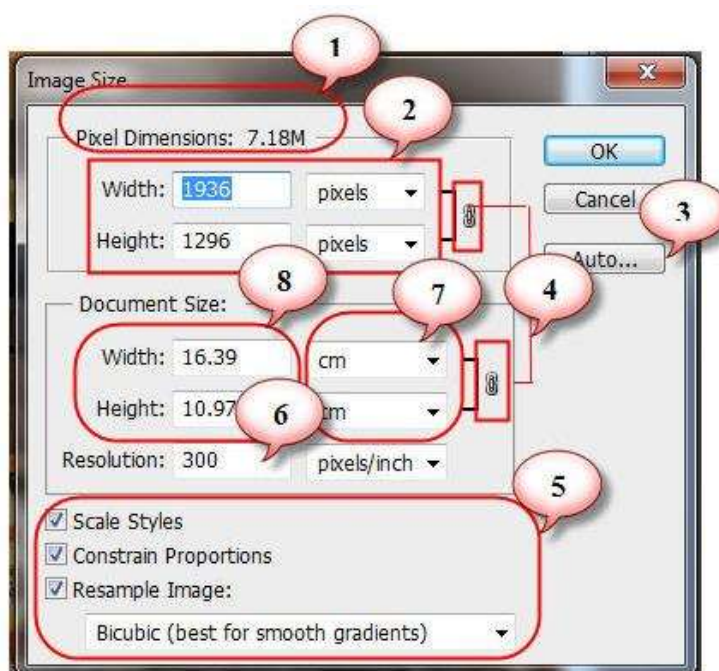 1
Image Size
2
Pixel Dimensions: 7.18M
OK
Width: 1936 pixels
Cancel
3
Height: 1296 pixels
Auto...
8
7
4
Document Size:
Width: 16.39 cm
Height: 10.97 cm
6
Resolution: 300 pixels/inch
5
Scale Styles
Constrain Proportions
Resample Image:
Bicubic (best for smooth gradients)